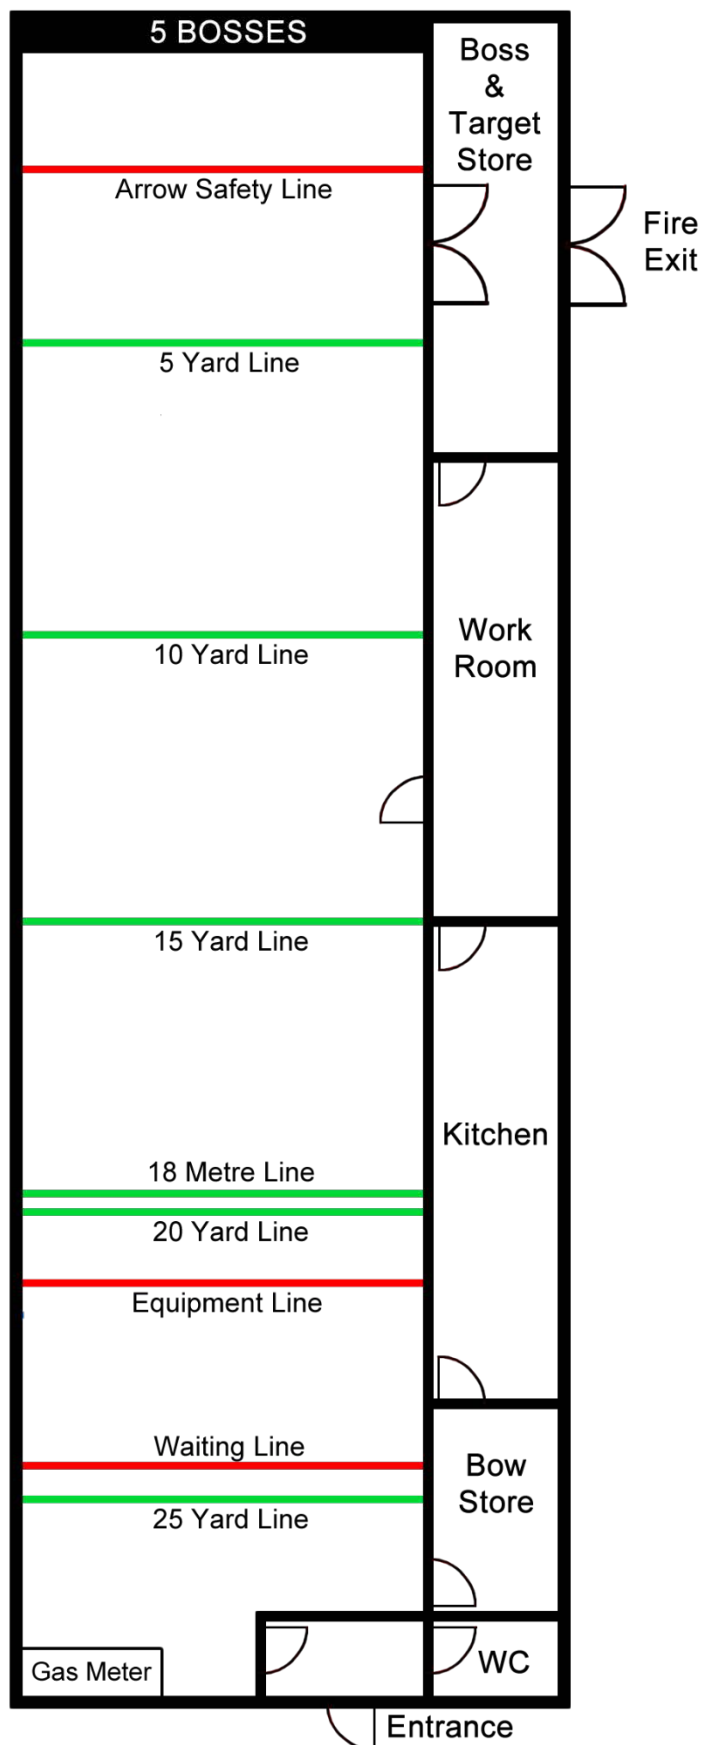 5 BOSSES
Boss
&
Target
Store
Arrow Safety Line
Fire
Exit
5 Yard Line
Work
Room
10 Yard Line
15 Yard Line
Kitchen
18 Metre Line
20 Yard Line
Equipment Line
Waiting Line
Bow
Store
25 Yard Line
Gas Meter
WC
Entrance